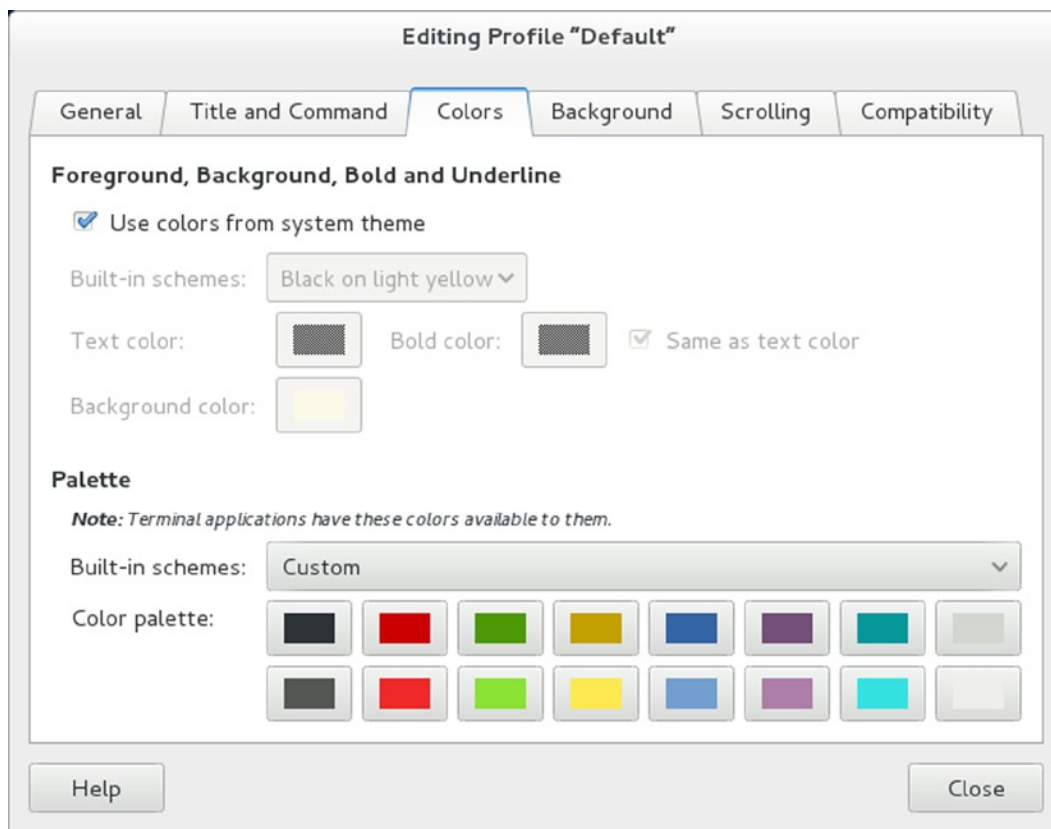 Editing Profile "Default"
General Title and Command Colors Background Scrolling Compatibility
Foreground, Background, Bold and Underline
Use colors from system theme
Built-in schemes: Black on light yellow
Text color: Bold color: Same as text color
Background color:
Palette
Note: Terminal applications have these colors available to them.
Built-in schemes: Custom
Color palette:
Help Close